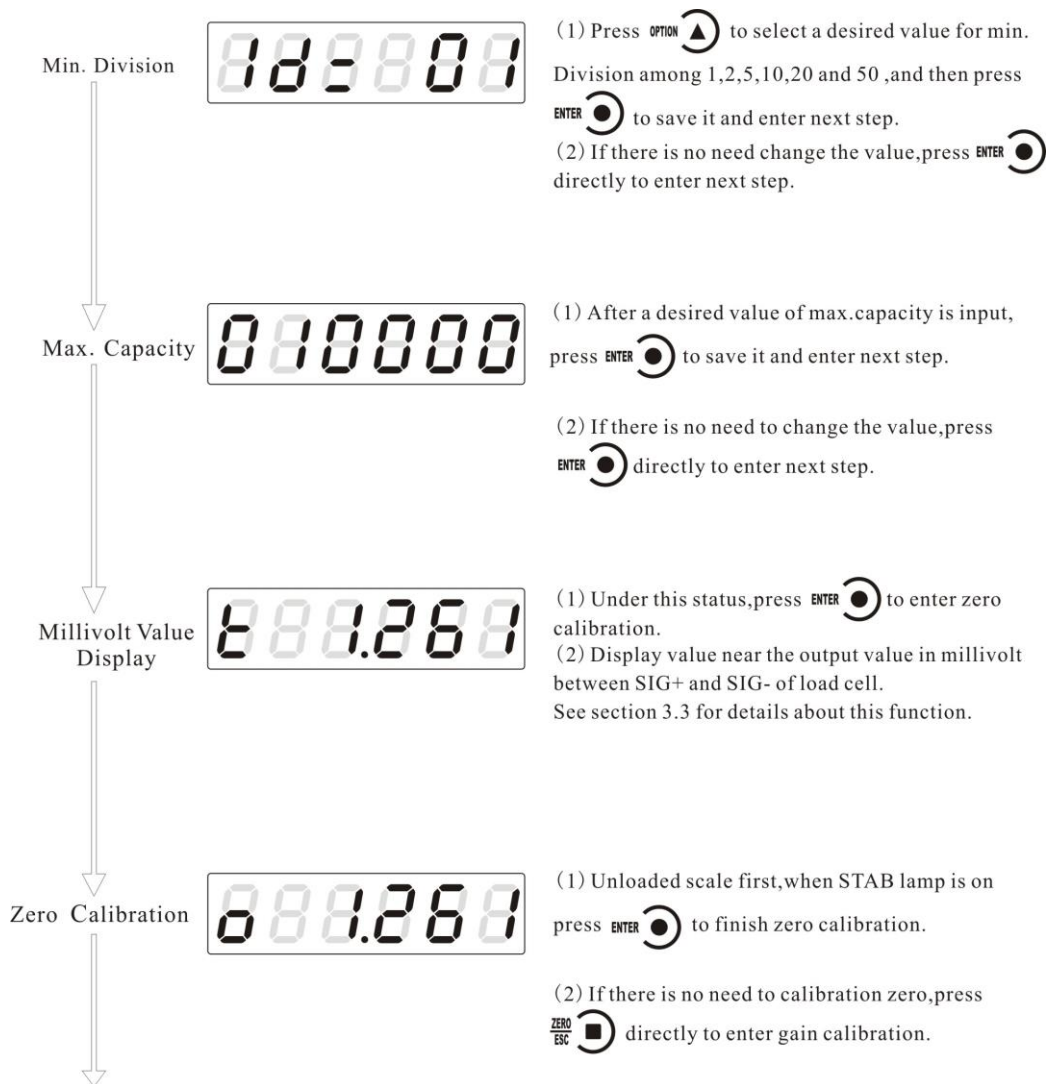 Min. Division
1d= 01
(1) Press OPTION to select a desired value for min.
Division among 1,2,5,10,20 and 50 ,and then press
ENTER to save it and enter next step.
(2) If there is no need change the value,press ENTER
directly to enter next step.
Max. Capacity
010000
(1) After a desired value of max.capacity is input,
press ENTER to save it and enter next step.
(2) If there is no need to change the value,press
ENTER directly to enter next step.
Millivolt Value
Display
t 1.261
(1) Under this status,press ENTER to enter zero
calibration.
(2) Display value near the output value in millivolt
between SIG+ and SIG- of load cell.
See section 3.3 for details about this function.
Zero Calibration
o 1.261
(1) Unloaded scale first,when STAB lamp is on
press ENTER to finish zero calibration.
(2) If there is no need to calibration zero,press
ZERO
ESC directly to enter gain calibration.